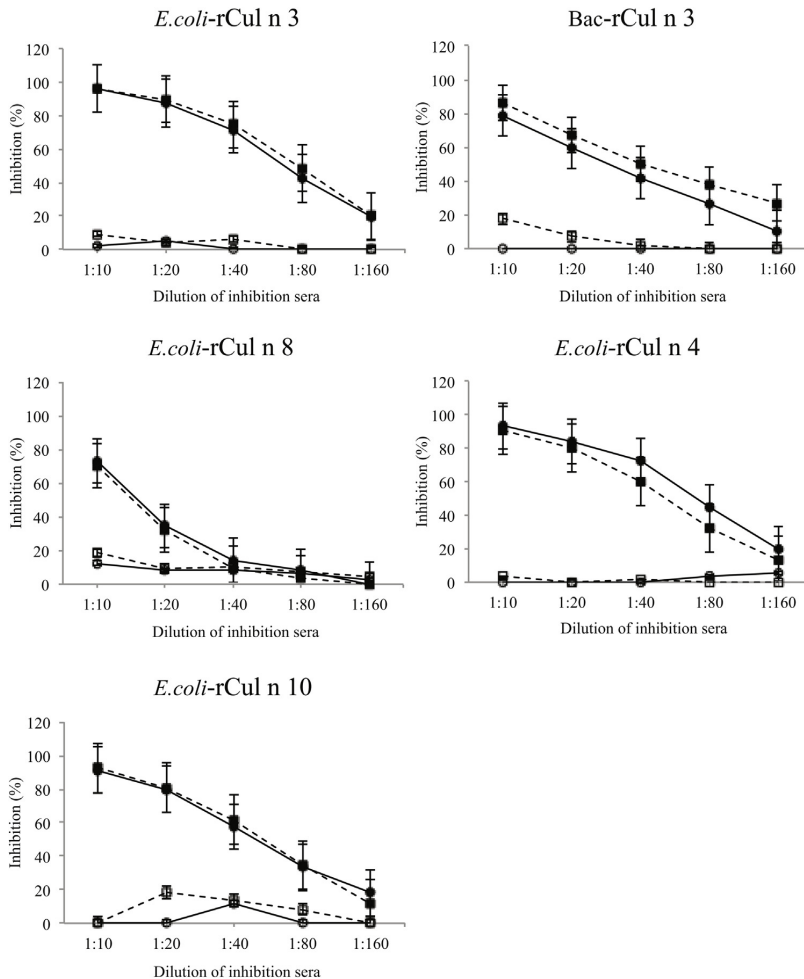 E.coli-rCul n 3
120
100
80
60
40
20
0
Inhibition (%)
1:10 1:20 1:40 1:80 1:160
Dilution of inhibition sera
Bac-rCul n 3
120
100
80
60
40
20
0
Inhibition (%)
1:10 1:20 1:40 1:80 1:160
Dilution of inhibition sera
E.coli-rCul n 8
120
100
80
60
40
20
0
Inhibition (%)
1:10 1:20 1:40 1:80 1:160
Dilution of inhibition sera
E.coli-rCul n 4
120
100
80
60
40
20
0
Inhibition (%)
1:10 1:20 1:40 1:80 1:160
Dilution of inhibition sera
E.coli-rCul n 10
120
100
80
60
40
20
0
Inhibition (%)
1:10 1:20 1:40 1:80 1:160
Dilution of inhibition sera